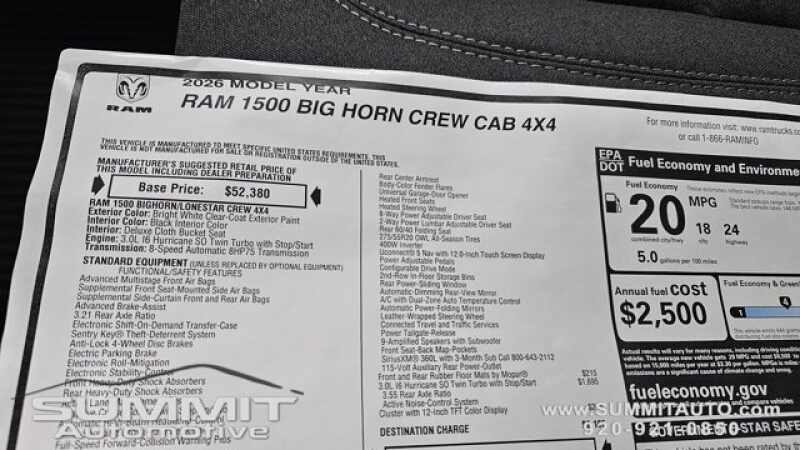 2026 MODEL YEAR
RAM 1500 BIG HORN CREW CAB 4X4
RAM
THIS VEHICLE IS MANUFACTURED TO MEET SPECIFIC UNITED STATES REQUIREMENTS. THIS
VEHICLE IS NOT MANUFACTURED FOR SALE OR REGISTRATION OUTSIDE OF THE UNITED STATES.
MANUFACTURER'S SUGGESTED RETAIL PRICE OF
THIS MODEL INCLUDING DEALER PREPARATION
Base Price: $52,380
RAM 1500 BIGHORN/LONESTAR CREW 4X4
Exterior Color: Bright White Clear-Coat Exterior Paint
Interior Color: Black Interior Color
Interior: Deluxe Cloth Bucket Seat
Engine: 3.0L I6 Hurricane SO Twin Turbo with Stop/Start
Transmission: 8-Speed Automatic 8HP75 Transmission
STANDARD EQUIPMENT (UNLESS REPLACED BY OPTIONAL EQUIPMENT)
FUNCTIONAL/SAFETY FEATURES
Advanced Multistage Front Air Bags
Supplemental Front Seat-Mounted Side Air Bags
Supplemental Side-Curtain Front and Rear Air Bags
Advanced Brake-Assist
3.21 Rear Axle Ratio
Electronic Shift-On-Demand Transfer-Case
Sentry Key® Theft-Deterrent System
Anti-Lock 4-Wheel Disc Brakes
Electric Parking Brake
Electronic Roll-Mitigation
Electronic Stability-Control
Front Heavy-Duty Shock Absorbers
Rear Heavy-Duty Shock Absorbers
Full-Speed Forward-Collision Warning Plus
Rear Center Armrest
Body-Color Fender Flares
Universal Garage-Door Opener
Heated Front Seats
Heated Steering Wheel
8-Way Power Adjustable Driver Seat
2-Way Power Lumbar Adjustable Driver Seat
Rear 60/40 Folding Seat
275/55R20 OWL All-Season Tires
400W Inverter
Uconnect® 5 Nav with 12.0-Inch Touch Screen Display
Power Adjustable Pedals
Configurable Drive Mode
2nd-Row In-Floor Storage Bins
Rear Power-Sliding Window
Automatic-Dimming Rear-View Mirror
A/C with Dual-Zone Auto Temperature Control
Automatic Power-Folding Mirrors
Leather-Wrapped Steering Wheel
Connected Travel and Traffic Services
Power Tailgate-Release
9-Amplified Speakers with Subwoofer
Front Seat-Back Map-Pockets
SiriusXM® 360L with 3-Month Sub Call 800-643-2112
115-Volt Auxiliary Rear Power-Outlet
Front and Rear Rubber Floor Mats by Mopar® $215
3.0L I6 Hurricane SO Twin Turbo with Stop/Start $1,695
3.55 Rear Axle Ratio
Active Noise-Control System
Cluster with 12-Inch TFT Color Display
DESTINATION CHARGE
For more information visit: www.ramtrucks.co
or call 1-866-RAMINFO
EPA
DOT
Fuel Economy and Environme
Fuel Economy
20 MPG
18 24
combined city/hwy city highway
5.0 gallons per 100 miles
Annual fuel COST
$2,500
Fuel Economy & Green
4
fueleconomy.gov
SUMMIT
Automotive
WWW.SUMMITAUTO.COM
920-921-0850